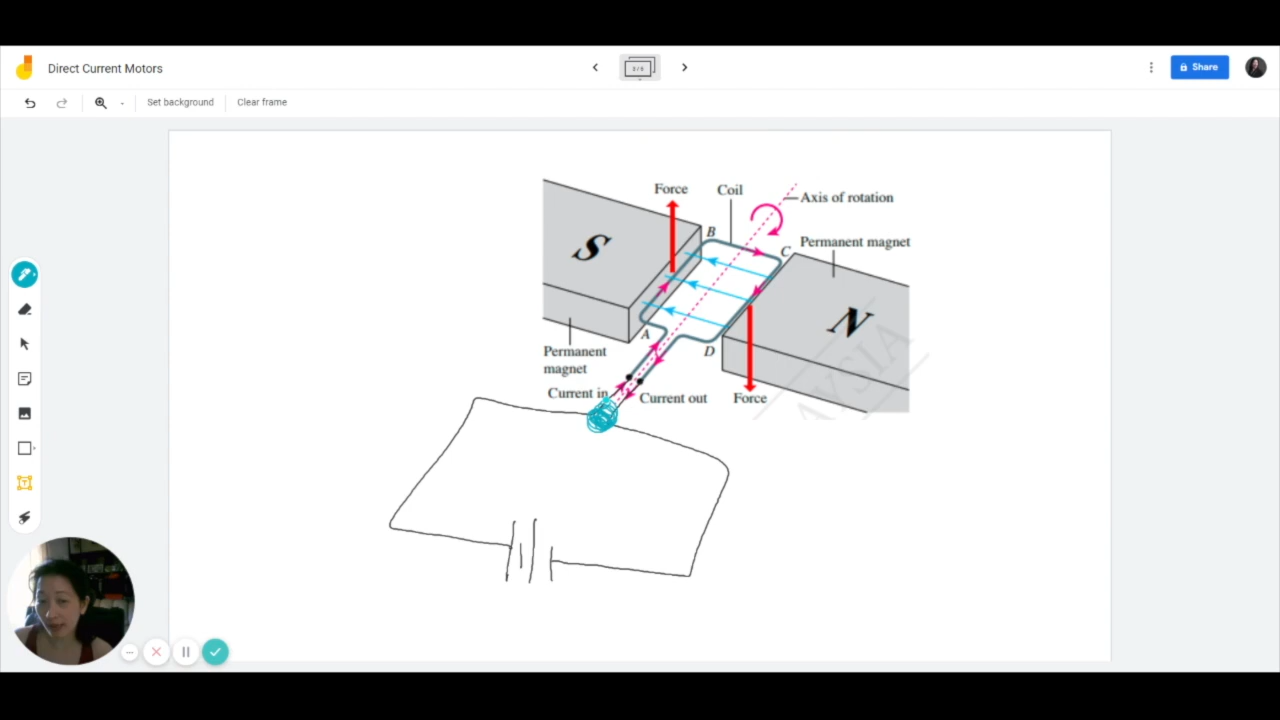 Direct Current Motors
Share
Set background
Clear frame
Force
Coil
Axis of rotation
B
C
Permanent magnet
S
N
A
D
Permanent
magnet
Current in
Current out
Force